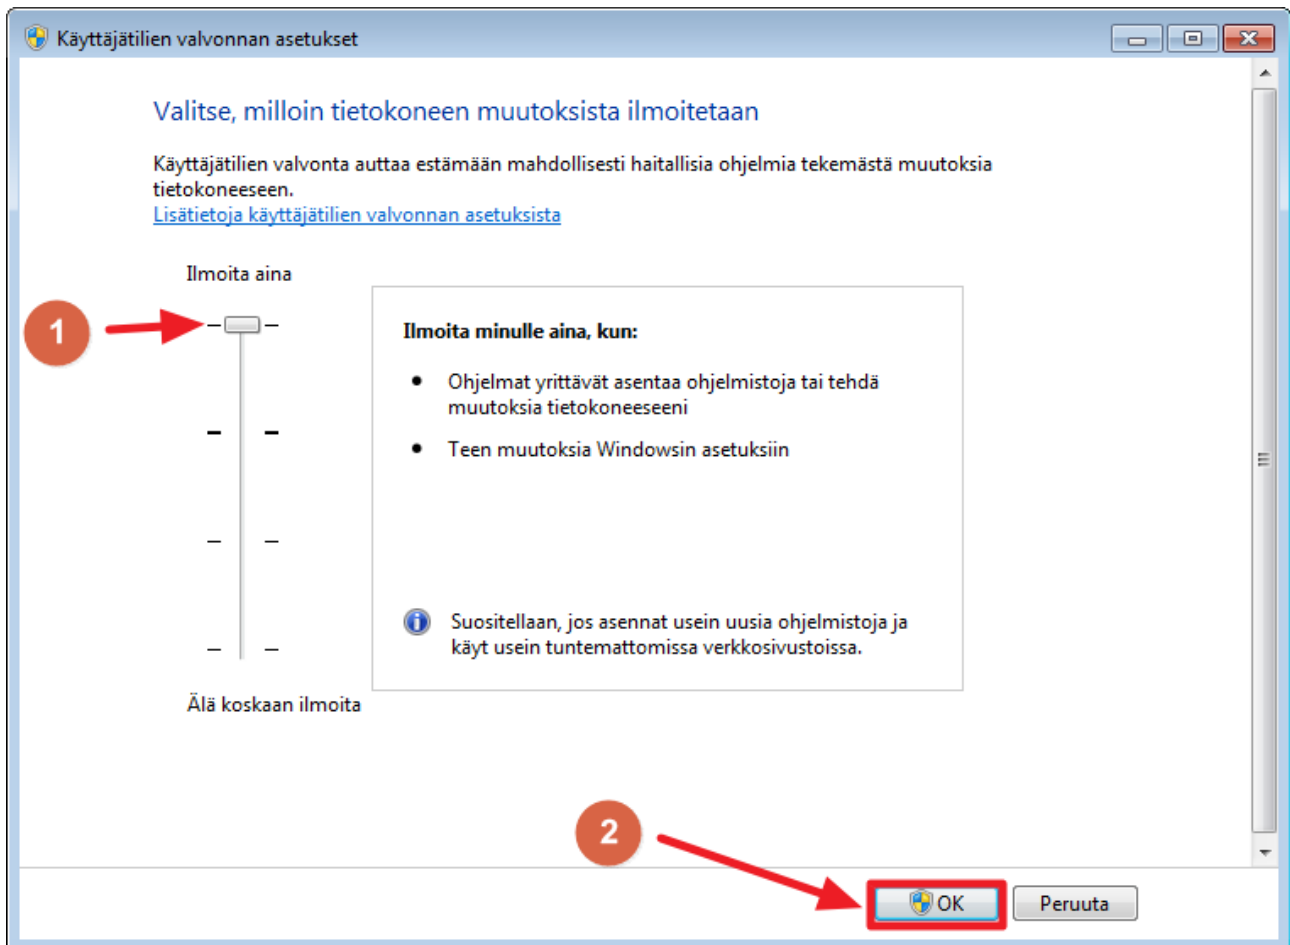 Käyttäjätilien valvonnan asetukset
Valitse, milloin tietokoneen muutoksista ilmoitetaan
Käyttäjätilien valvonta auttaa estämään mahdollisesti haitallisia ohjelmia tekemästä muutoksia
tietokoneeseen.
Lisätietoja käyttäjätilien valvonnan asetuksista
Ilmoita aina
1
Ilmoita minulle aina, kun:
• Ohjelmat yrittävät asentaa ohjelmistoja tai tehdä
muutoksia tietokoneeseeni
• Teen muutoksia Windowsin asetuksiin
Suositellaan, jos asennat usein uusia ohjelmistoja ja
käyt usein tuntemattomissa verkkosivustoissa.
Älä koskaan ilmoita
2
OK
Peruuta